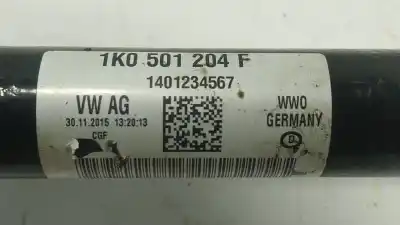 1K0 501 204 F
1401234567
VW AG
30.11.2015 13:20:13
CGF
WWO
GERMANY
D